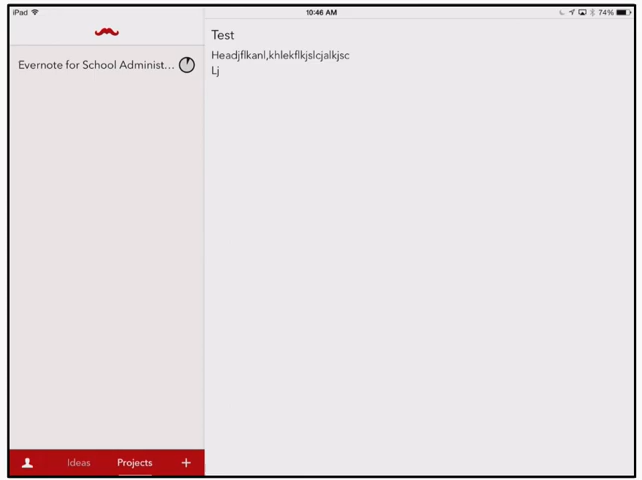 iPad 10:46 AM 74%
Test
Evernote for School Administ...
Headjflkanl,khlekflkjslcjalkjsc
Lj
Ideas Projects +